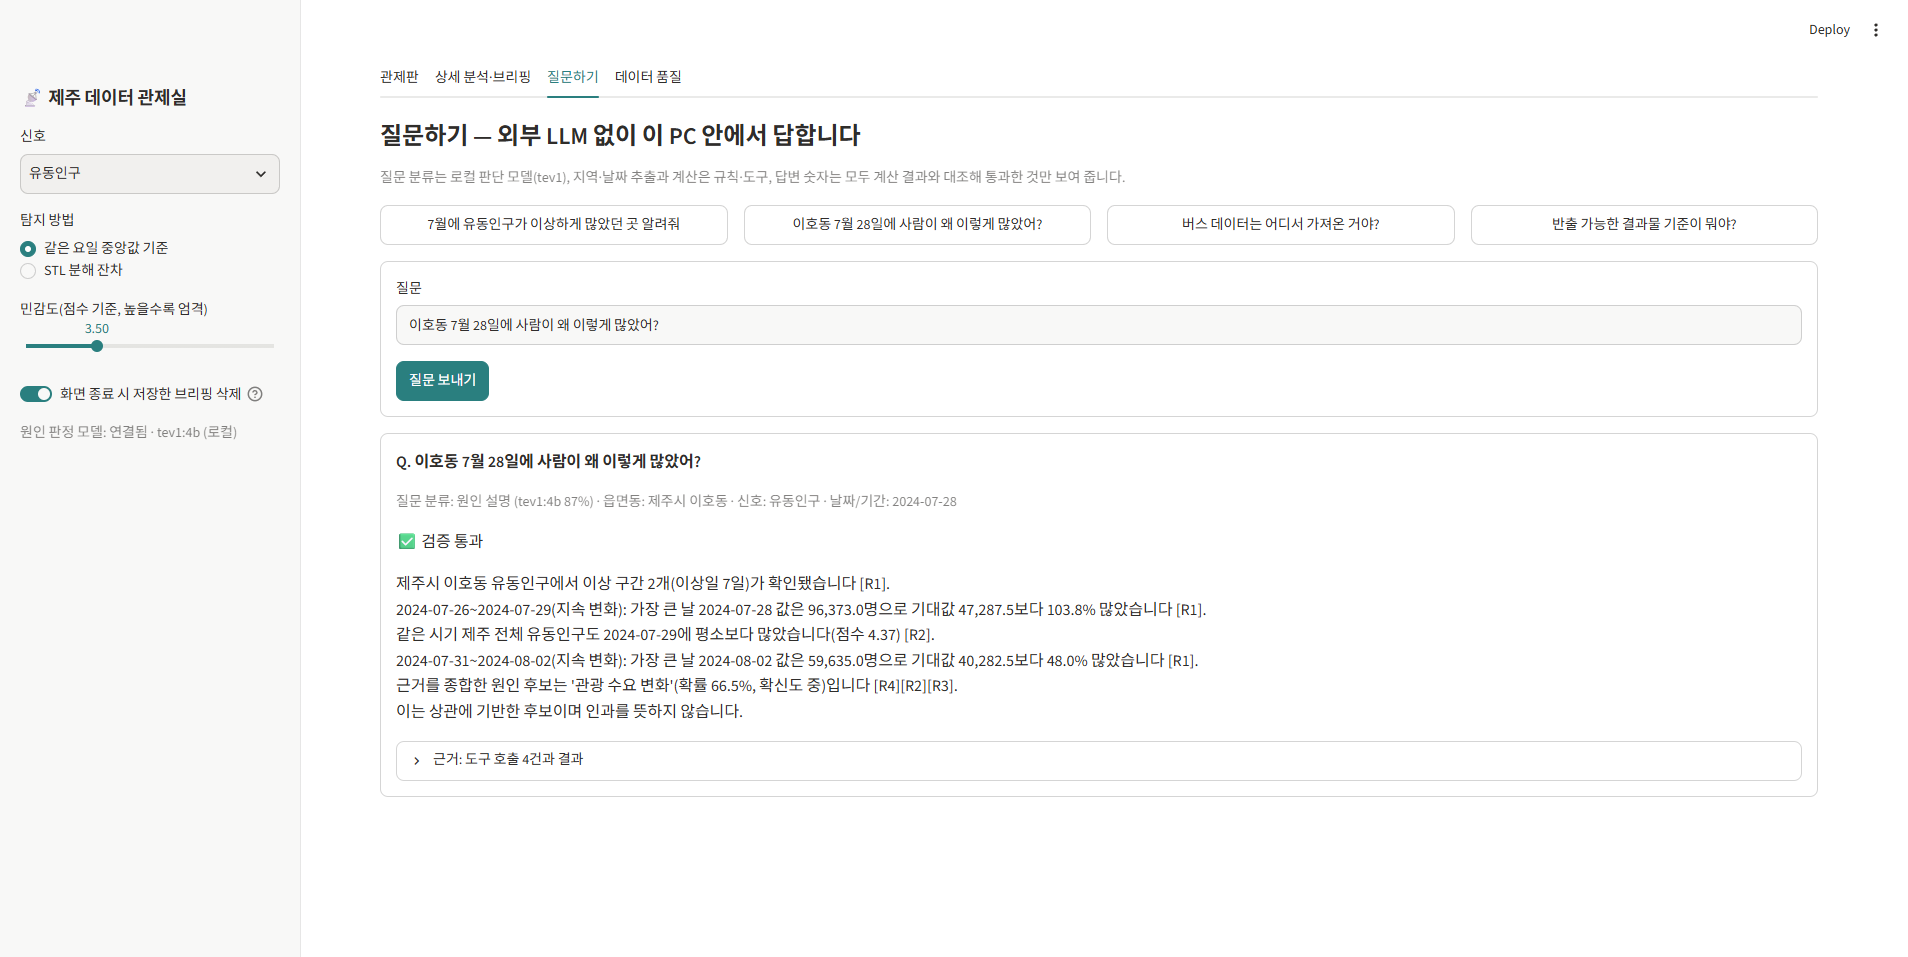 Deploy
제주 데이터 관제실
신호
유동인구
탐지 방법
같은 요일 중앙값 기준
STL 분해 잔차
민감도(점수 기준, 높을수록 엄격)
3.50
화면 종료 시 저장한 브리핑 삭제
원인 판정 모델: 연결됨 · tev1:4b (로컬)
관제판 상세 분석·브리핑 질문하기 데이터 품질
질문하기 — 외부 LLM 없이 이 PC 안에서 답합니다
질문 분류는 로컬 판단 모델(tev1), 지역·날짜 추출과 계산은 규칙·도구, 답변 숫자는 모두 계산 결과와 대조해 통과한 것만 보여 줍니다.
7월에 유동인구가 이상하게 많았던 곳 알려줘
이호동 7월 28일에 사람이 왜 이렇게 많았어?
버스 데이터는 어디서 가져온 거야?
반출 가능한 결과물 기준이 뭐야?
질문
이호동 7월 28일에 사람이 왜 이렇게 많았어?
질문 보내기
Q. 이호동 7월 28일에 사람이 왜 이렇게 많았어?
질문 분류: 원인 설명 (tev1:4b 87%) · 읍면동: 제주시 이호동 · 신호: 유동인구 · 날짜/기간: 2024-07-28
✅ 검증 통과
제주시 이호동 유동인구에서 이상 구간 2개(이상일 7일)가 확인됐습니다 [R1].
2024-07-26~2024-07-29(지속 변화): 가장 큰 날 2024-07-28 값은 96,373.0명으로 기대값 47,287.5보다 103.8% 많았습니다 [R1].
같은 시기 제주 전체 유동인구도 2024-07-29에 평소보다 많았습니다(점수 4.37) [R2].
2024-07-31~2024-08-02(지속 변화): 가장 큰 날 2024-08-02 값은 59,635.0명으로 기대값 40,282.5보다 48.0% 많았습니다 [R1].
근거를 종합한 원인 후보는 '관광 수요 변화'(확률 66.5%, 확신도 중)입니다 [R4][R2][R3].
이는 상관에 기반한 후보이며 인과를 뜻하지 않습니다.
근거: 도구 호출 4건과 결과